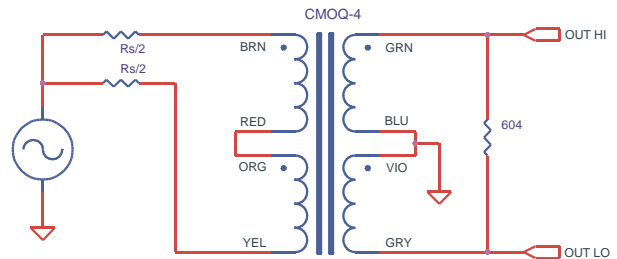 CMOQ-4
Rs/2
BRN
GRN
OUT HI
Rs/2
RED
BLU
604
ORG
VIO
YEL
GRY
OUT LO